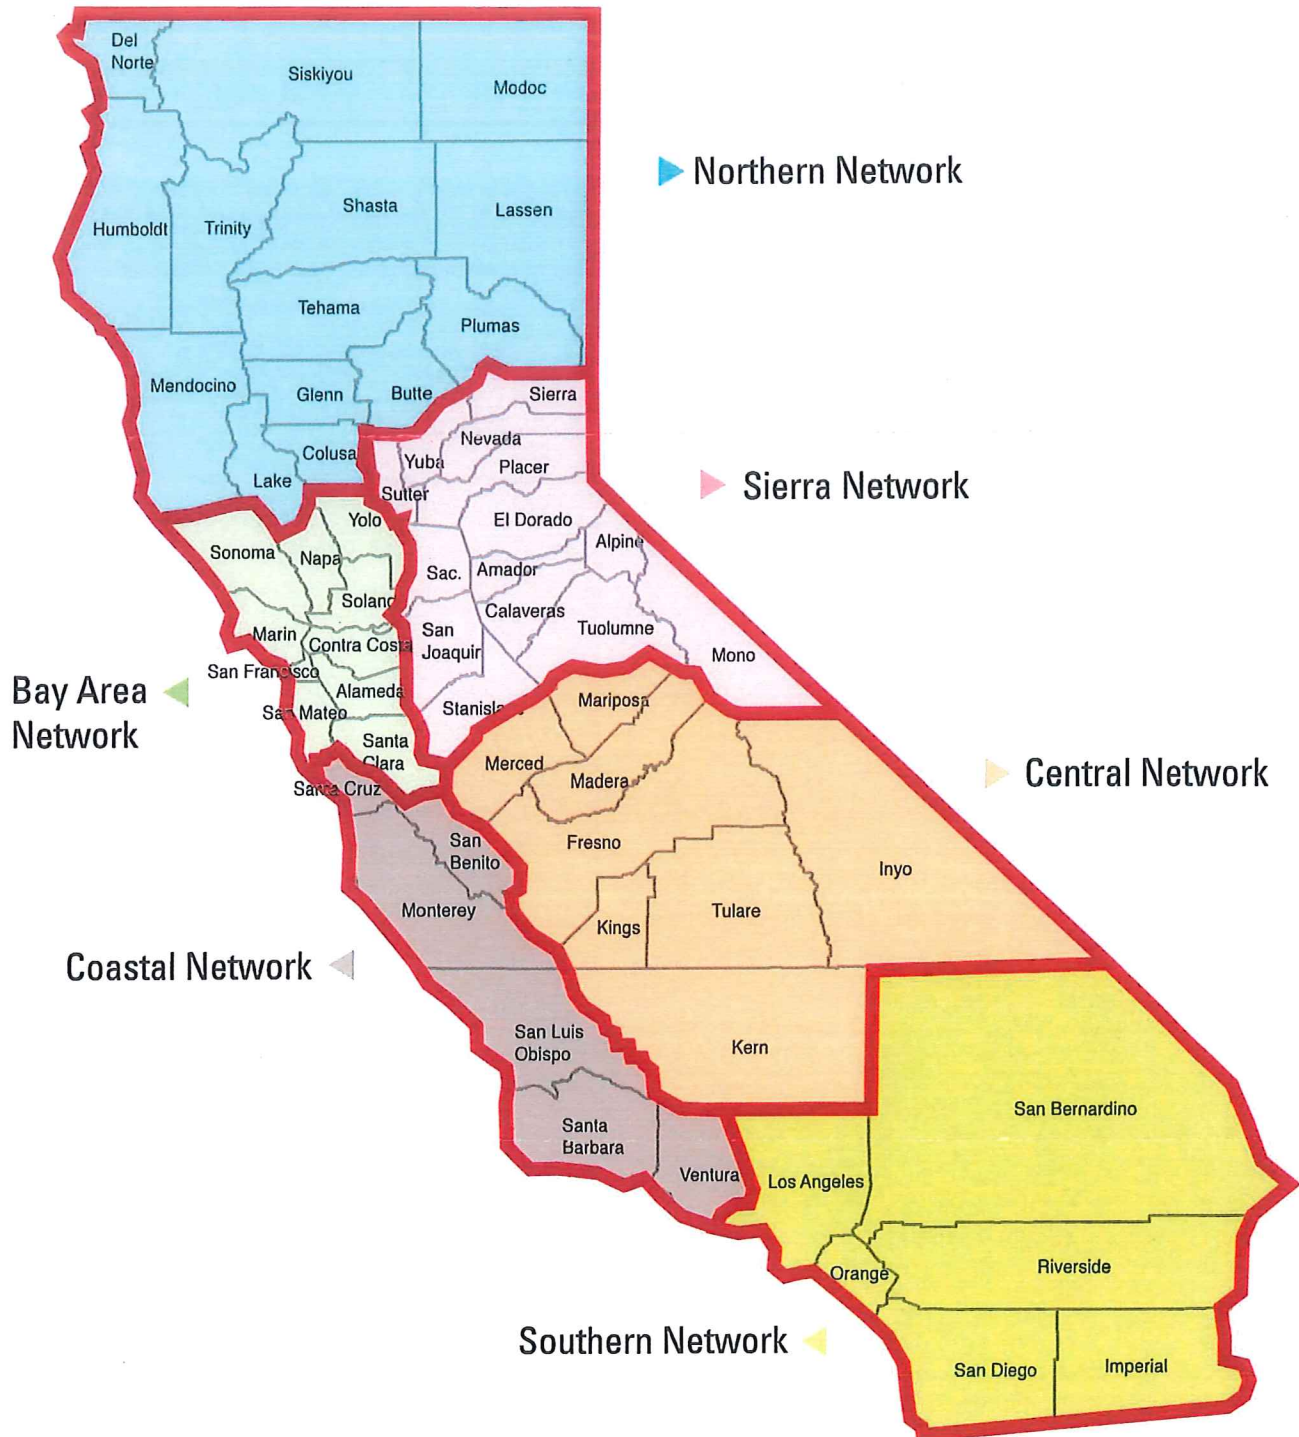 Del
Norte
Siskiyou
Modoc
Northern Network
Humboldt
Trinity
Shasta
Lassen
Tehama
Plumas
Mendocino
Glenn
Butte
Sierra
Nevada
Colusa
Yuba
Placer
Lake
Sutter
Sierra Network
Yolo
El Dorado
Sonoma
Napa
Alpine
Sac.
Amador
Solano
Calaveras
Marin
San
Joaquin
Tuolumne
Contra Costa
Mono
San Francisco
Bay Area
Network
Alameda
Mariposa
San Mateo
Stanislaus
Santa
Clara
Merced
Madera
Central Network
Santa Cruz
San
Benito
Fresno
Inyo
Monterey
Kings
Tulare
Coastal Network
San Luis
Obispo
Kern
Santa
Barbara
San Bernardino
Ventura
Los Angeles
Orange
Riverside
Southern Network
San Diego
Imperial